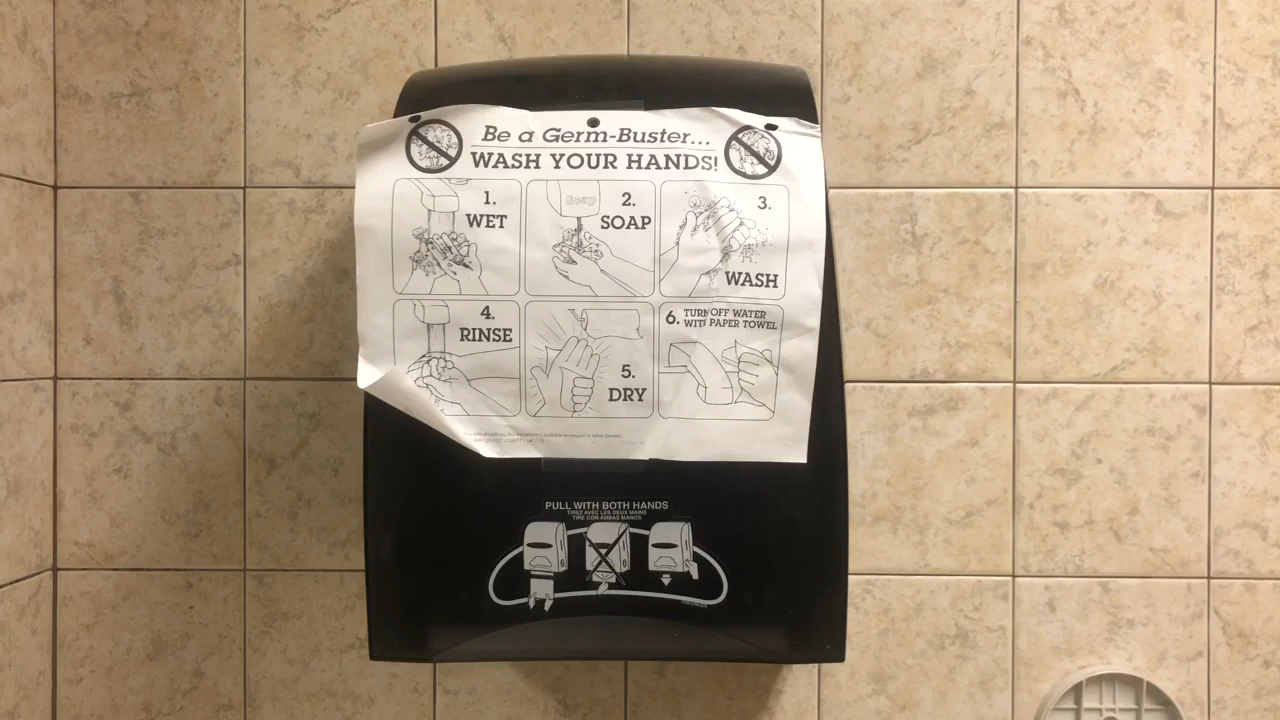 Be a Germ-Buster...
WASH YOUR HANDS!
1.
WET
Soap
2.
SOAP
3.
WASH
4.
RINSE
5.
DRY
6. TURN OFF WATER
WITH PAPER TOWEL
PULL WITH BOTH HANDS
TIREZ AVEC LES DEUX MAINS
TIRE CON AMBAS MANOS